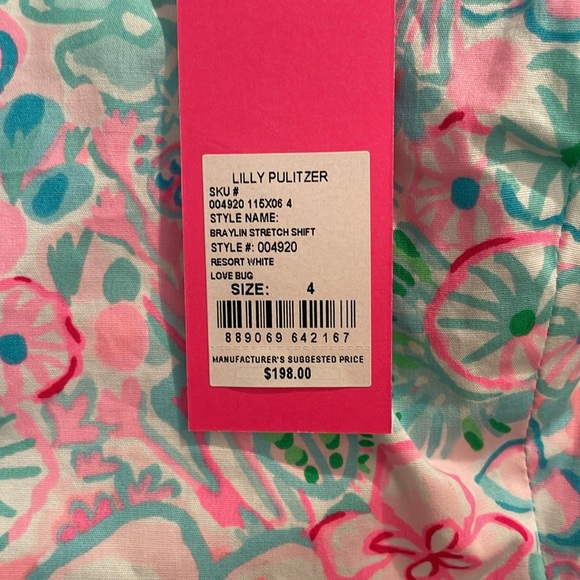 LILLY PULITZER
SKU #
004920 115X06 4
STYLE NAME:
BRAYLIN STRETCH SHIFT
STYLE #: 004920
RESORT WHITE
LOVE BUG
SIZE: 4
889069 642167
MANUFACTURER'S SUGGESTED PRICE
$198.00